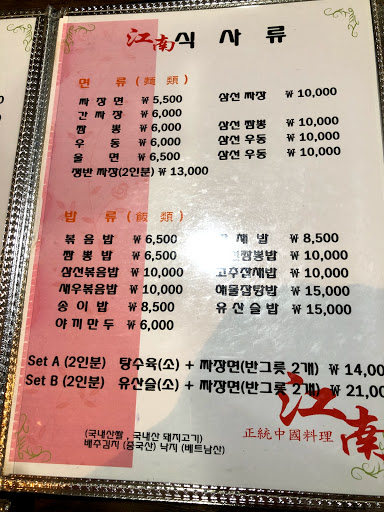 江南 식 사 류
면 류 (麵 類)
짜 장 면 ₩ 5,500 삼선 짜장 ₩ 10,000
간 짜 장 ₩ 6,000
짬 뽕 ₩ 6,000 삼선 짬뽕 ₩ 10,000
우 동 ₩ 6,000 삼선 우동 ₩ 10,000
울 면 ₩ 6,500 삼선 우동 ₩ 10,000
쟁반 짜장(2인분) ₩ 13,000
밥 류 (飯 類)
볶 음 밥 ₩ 6,500 채 밥 ₩ 8,500
짬 뽕 밥 ₩ 6,500 짬뽕밥 ₩ 10,000
삼선볶음밥 ₩ 10,000 고추잡채밥 ₩ 10,000
새우볶음밥 ₩ 10,000 해물잡탕밥 ₩ 15,000
송 이 밥 ₩ 8,500 유 산 슬 밥 ₩ 15,000
야 끼 만 두 ₩ 6,000
Set A (2인분) 탕수육(소) + 짜장면(반그릇 2개) ₩ 14,000
Set B (2인분) 유산슬(소) + 짜장면(반그릇 2개) ₩ 21,00
江南
正統中國料理
(국내산쌀 , 국내산 돼지고기)
배추김치 (중국산) 낙지 (베트남산)